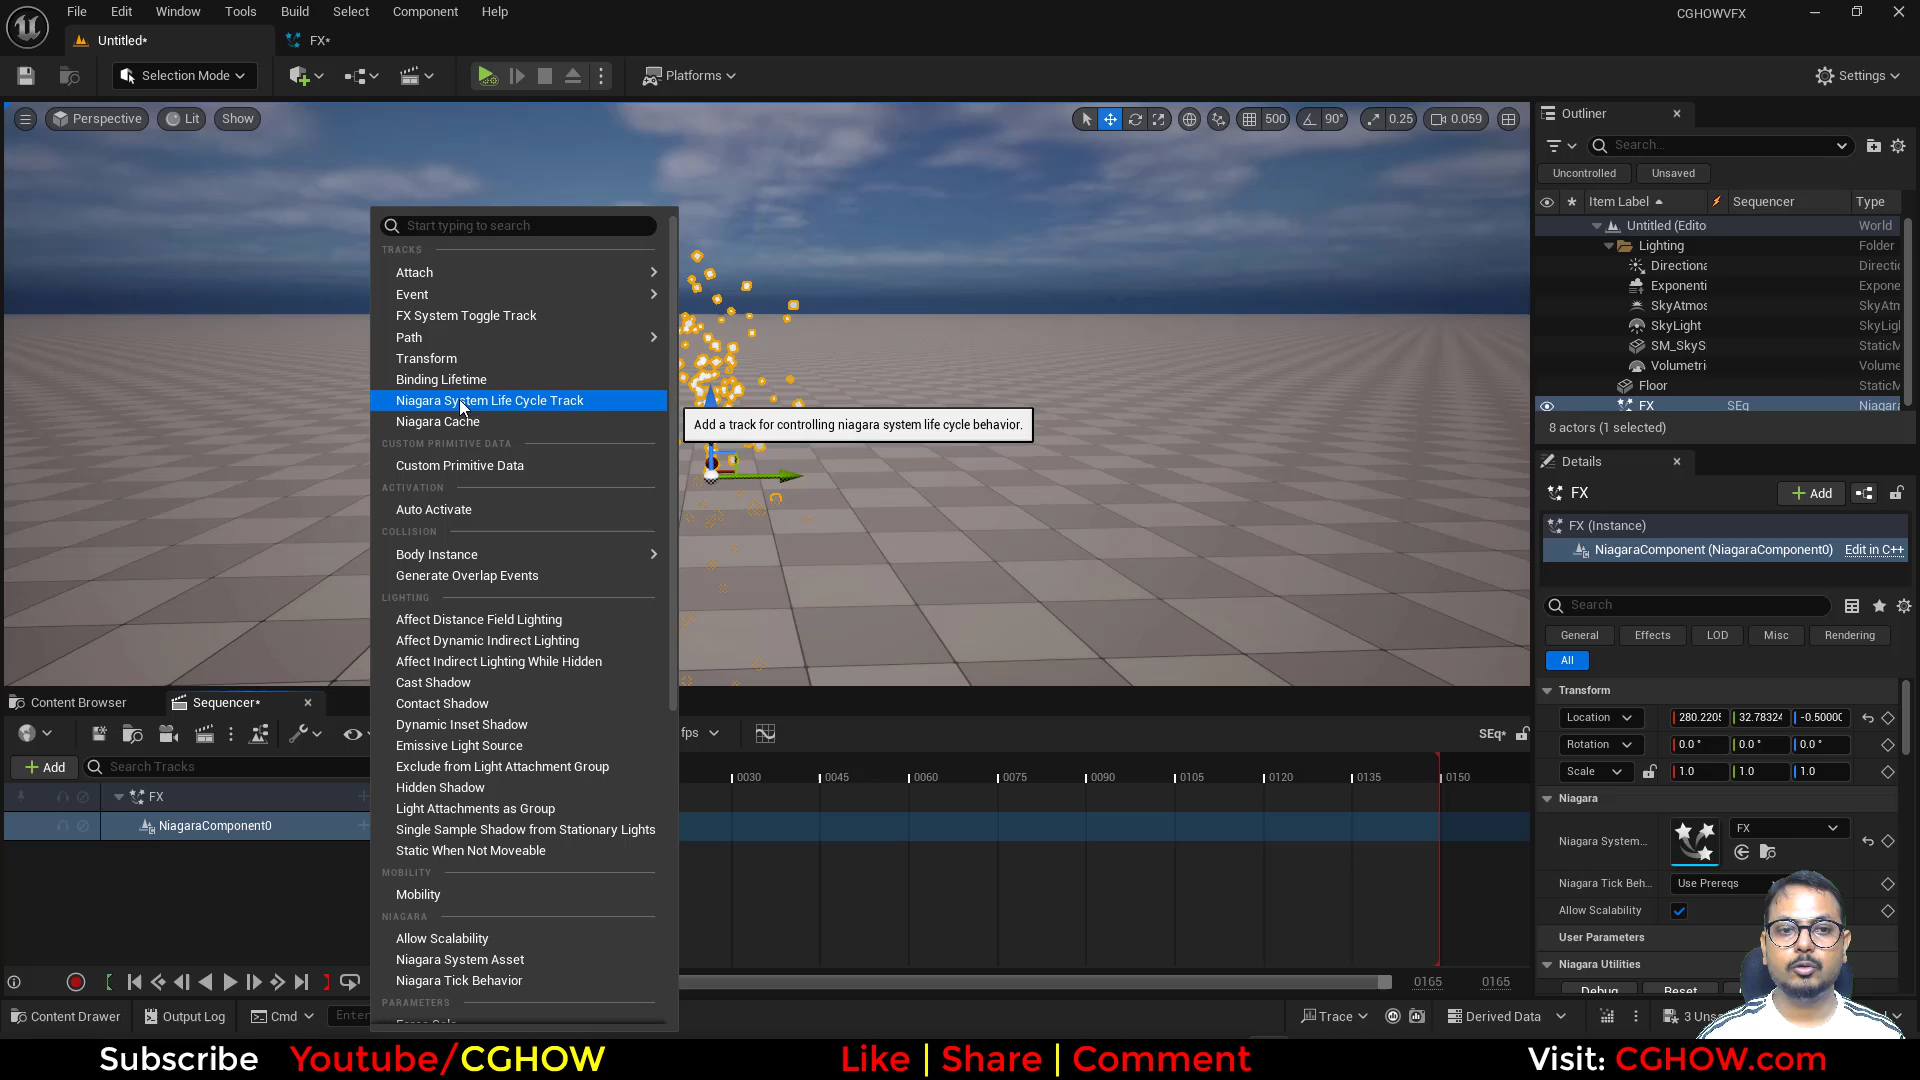 File Edit Window Tools Build Select Actor Component Help
CGHOWVFX
Untitled*
FX*
Selection Mode
Platforms
Settings
Perspective Lit Show
500 90° 0.25 0.059
Outliner
Search...
Uncontrolled Unsaved
Item Label Sequencer Type
Untitled (Edito World
Lighting Folder
Directiona Directio
Exponenti Expone
SkyAtmos SkyAtm
SkyLight SkyLigh
SM_SkyS StaticM
Volumetri Volume
Floor StaticM
FX SEq Niagara
8 actors (1 selected)
Start typing to search
TRACKS
Attach
Event
FX System Toggle Track
Path
Transform
Binding Lifetime
Niagara System Life Cycle Track
Niagara Cache
Add a track for controlling niagara system life cycle behavior.
CUSTOM PRIMITIVE DATA
Custom Primitive Data
ACTIVATION
Auto Activate
COLLISION
Body Instance
Generate Overlap Events
LIGHTING
Affect Distance Field Lighting
Affect Dynamic Indirect Lighting
Affect Indirect Lighting While Hidden
Cast Shadow
Contact Shadow
Dynamic Inset Shadow
Emissive Light Source
Exclude from Light Attachment Group
Hidden Shadow
Light Attachments as Group
Single Sample Shadow from Stationary Lights
Static When Not Moveable
MOBILITY
Mobility
NIAGARA
Allow Scalability
Niagara System Asset
Niagara Tick Behavior
PARAMETERS
Details
FX
Add
FX (Instance)
NiagaraComponent (NiagaraComponent0) Edit in C++
Search
General Effects LOD Misc Rendering
All
Transform
Location 280.220 32.78324 -0.5000
Rotation 0.0 ° 0.0 ° 0.0 °
Scale 1.0 1.0 1.0
Niagara
Niagara System... FX
Niagara Tick Beh... Use Prereqs
Allow Scalability
User Parameters
Niagara Utilities
Debug Reset
Content Browser
Sequencer*
fps
SEq*
Add
Search Tracks
0030 0045 0060 0075 0090 0105 0120 0135 0150
FX
NiagaraComponent0
0165 0165
Content Drawer Output Log Cmd Enter
Trace Derived Data 3 Uns
Subscribe Youtube/CGHOW
Like | Share | Comment
Visit: CGHOW.com